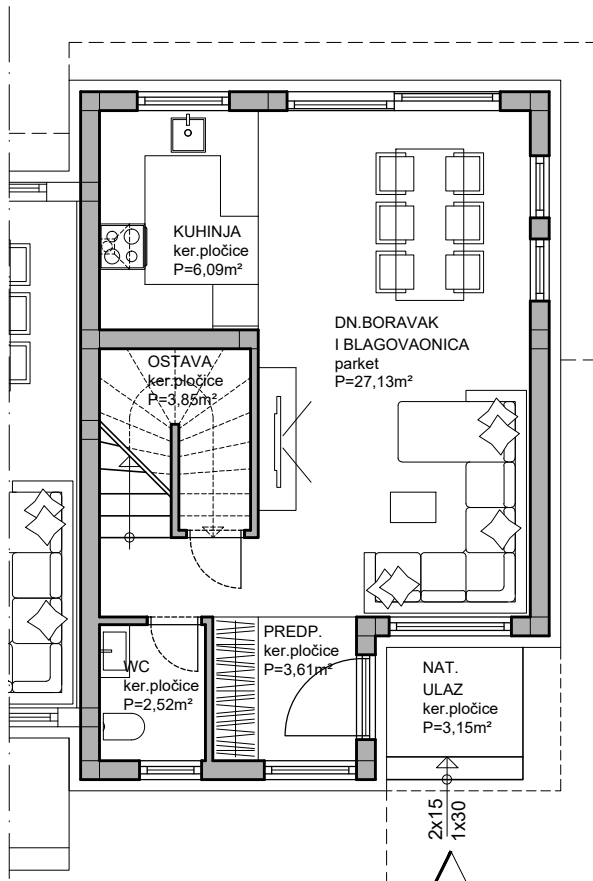 KUHINJA
ker.pločice
P=6,09m²
DN.BORAVAK
I BLAGOVAONICA
parket
P=27,13m²
OSTAVA
ker.pločice
P=3,85m²
PREDP.
ker.pločice
P=3,61m²
WC
ker.pločice
P=2,52m²
NAT.
ULAZ
ker.pločice
P=3,15m²
2x15
1x30